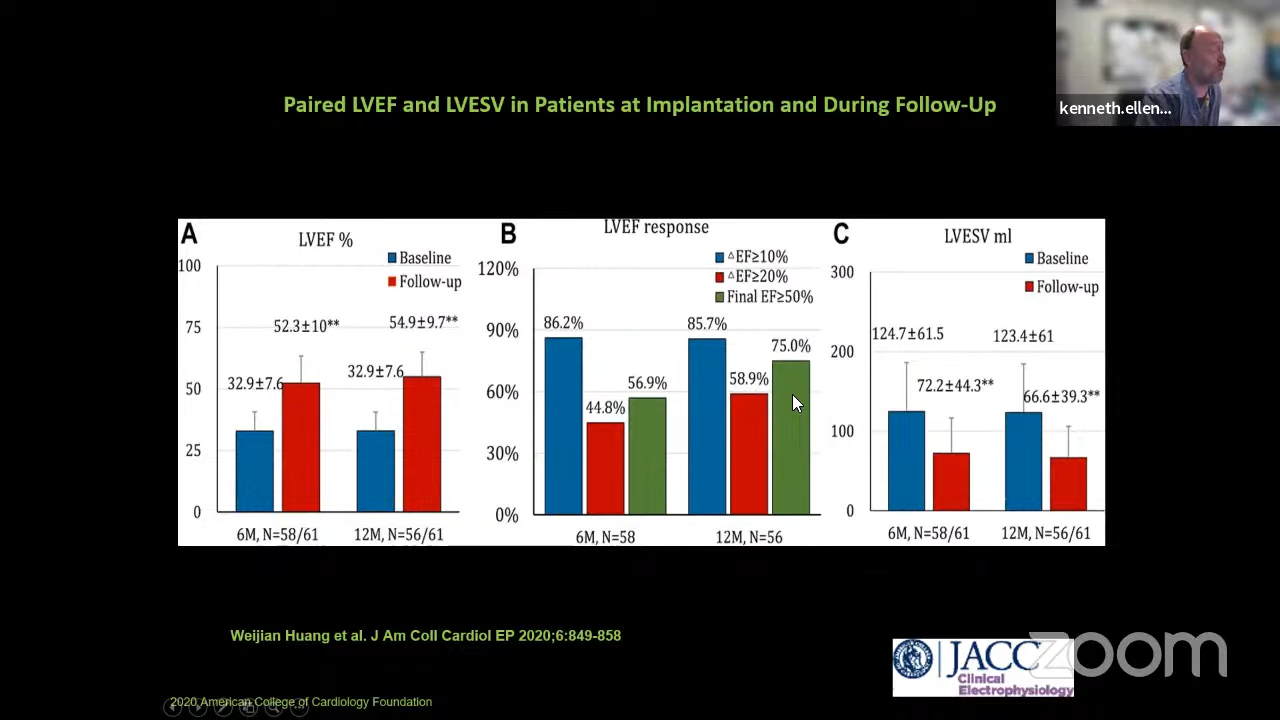 kenneth.ellen...
Paired LVEF and LVESV in Patients at Implantation and During Follow-Up
A
LVEF %
Baseline
Follow-up
100
75
50
25
0
52.3±10**
54.9±9.7**
32.9±7.6
32.9±7.6
6M, N=58/61
12M, N=56/61
B
LVEF response
△EF≥10%
△EF≥20%
Final EF≥50%
120%
90%
60%
30%
0%
86.2%
44.8%
56.9%
85.7%
58.9%
75.0%
6M, N=58
12M, N=56
C
LVESV ml
Baseline
Follow-up
300
200
100
0
124.7±61.5
72.2±44.3**
123.4±61
66.6±39.3**
6M, N=58/61
12M, N=56/61
Weijian Huang et al. J Am Coll Cardiol EP 2020;6:849-858
JACC
Clinical
Electrophysiology
zoom
2020 American College of Cardiology Foundation